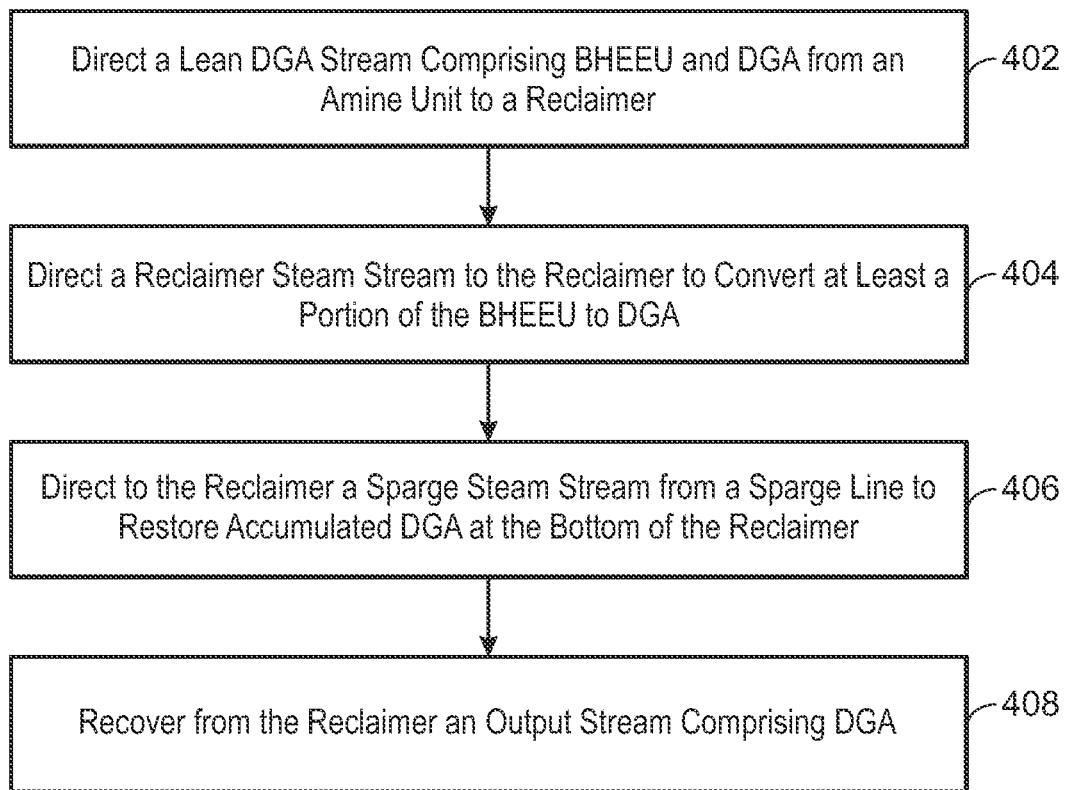 Direct a Lean DGA Stream Comprising BHEEU and DGA from an
Amine Unit to a Reclaimer
402
Direct a Reclaimer Steam Stream to the Reclaimer to Convert at Least a
Portion of the BHEEU to DGA
404
Direct to the Reclaimer a Sparge Steam Stream from a Sparge Line to
Restore Accumulated DGA at the Bottom of the Reclaimer
406
Recover from the Reclaimer an Output Stream Comprising DGA
408